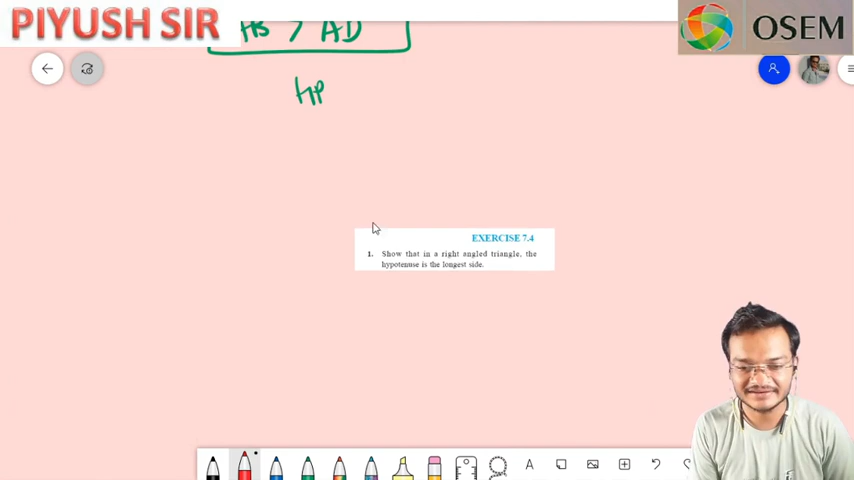 PIYUSH SIR
OSEM
AB > AD
HP
EXERCISE 7.4
1. Show that in a right angled triangle, the
hypotenuse is the longest side.
A